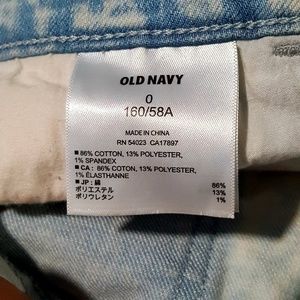 OLD NAVY
0
160/58A
MADE IN CHINA
RN 54023 CA17897
■ 86% COTTON, 13% POLYESTER,
1% SPANDEX
■ CA : 86% COTON, 13% POLYESTER,
1% ÉLASTHANNE
■ JP : 綿 86%
ポリエステル 13%
ポリウレタン 1%